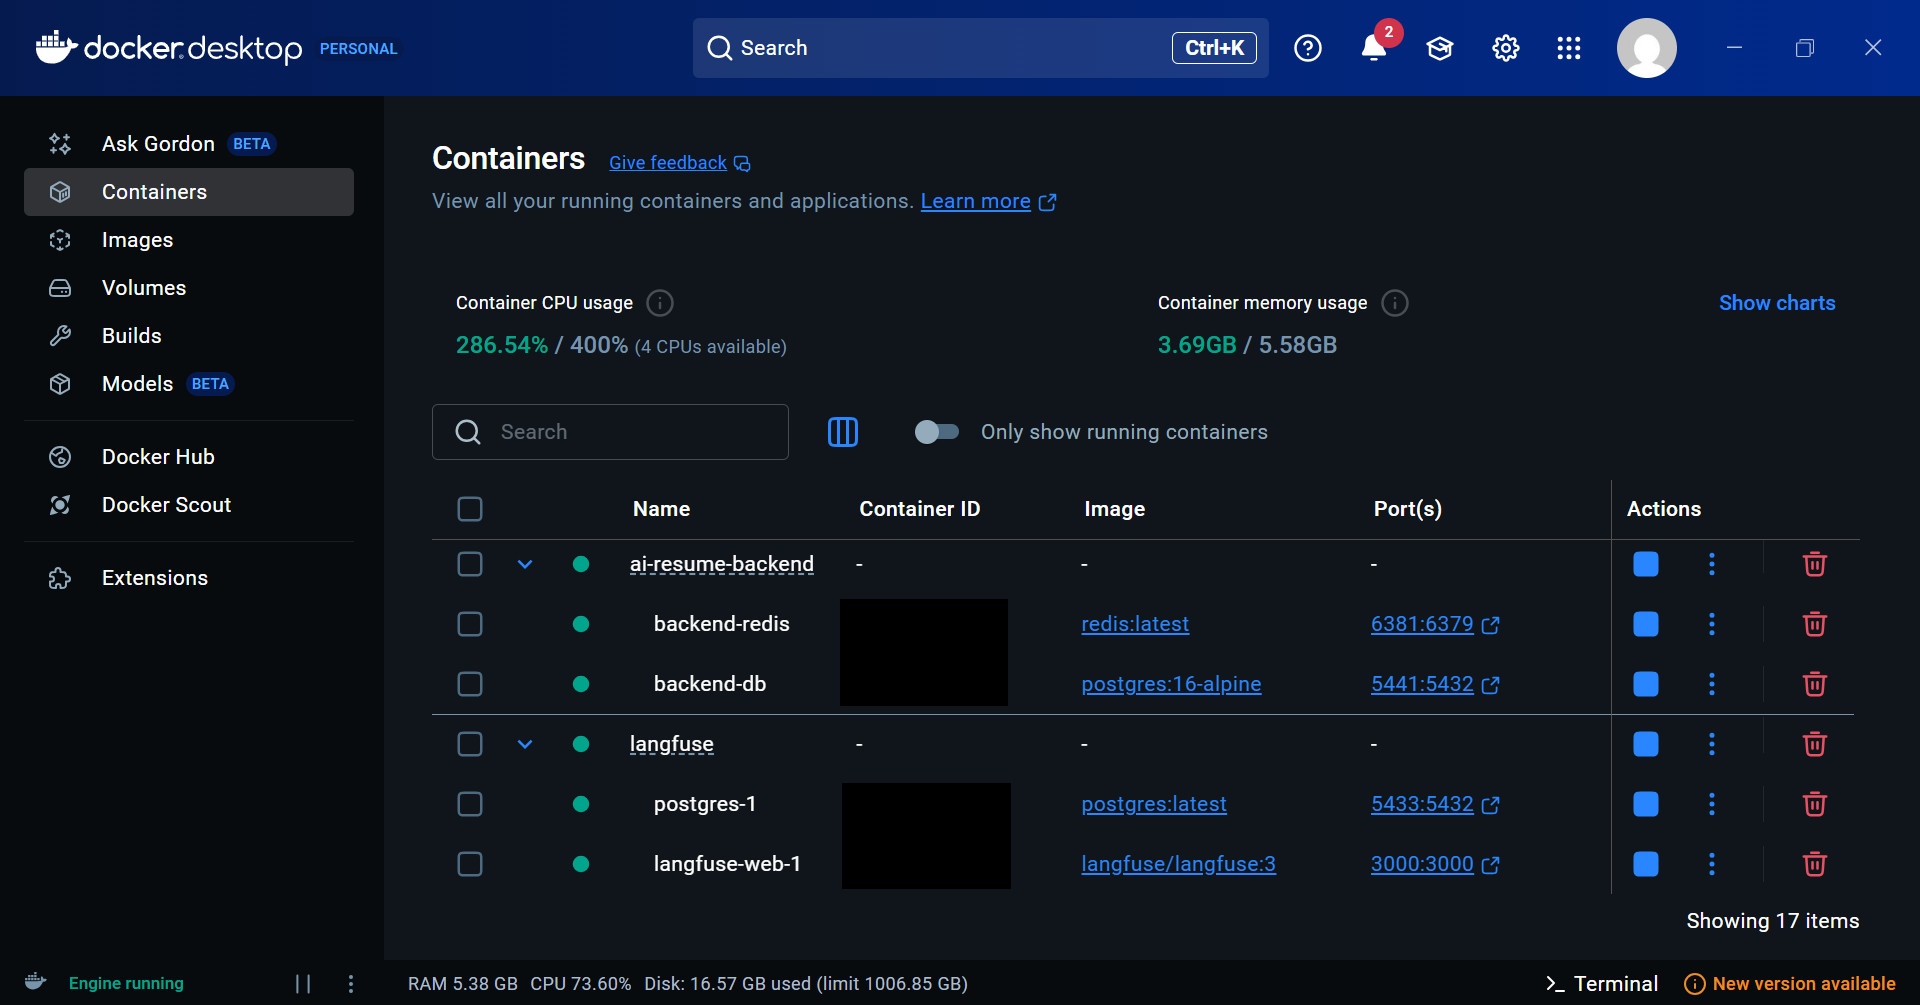 docker desktop PERSONAL
Search Ctrl+K
2
Ask Gordon BETA
Containers
Images
Volumes
Builds
Models BETA
Docker Hub
Docker Scout
Extensions
Containers Give feedback
View all your running containers and applications. Learn more
Container CPU usage
286.54% / 400% (4 CPUs available)
Container memory usage
3.69GB / 5.58GB
Show charts
Search
Only show running containers
Name Container ID Image Port(s) Actions
ai-resume-backend - - -
backend-redis redis:latest 6381:6379
backend-db postgres:16-alpine 5441:5432
langfuse - - -
postgres-1 postgres:latest 5433:5432
langfuse-web-1 langfuse/langfuse:3 3000:3000
Showing 17 items
Engine running
RAM 5.38 GB CPU 73.60% Disk: 16.57 GB used (limit 1006.85 GB)
Terminal
New version available